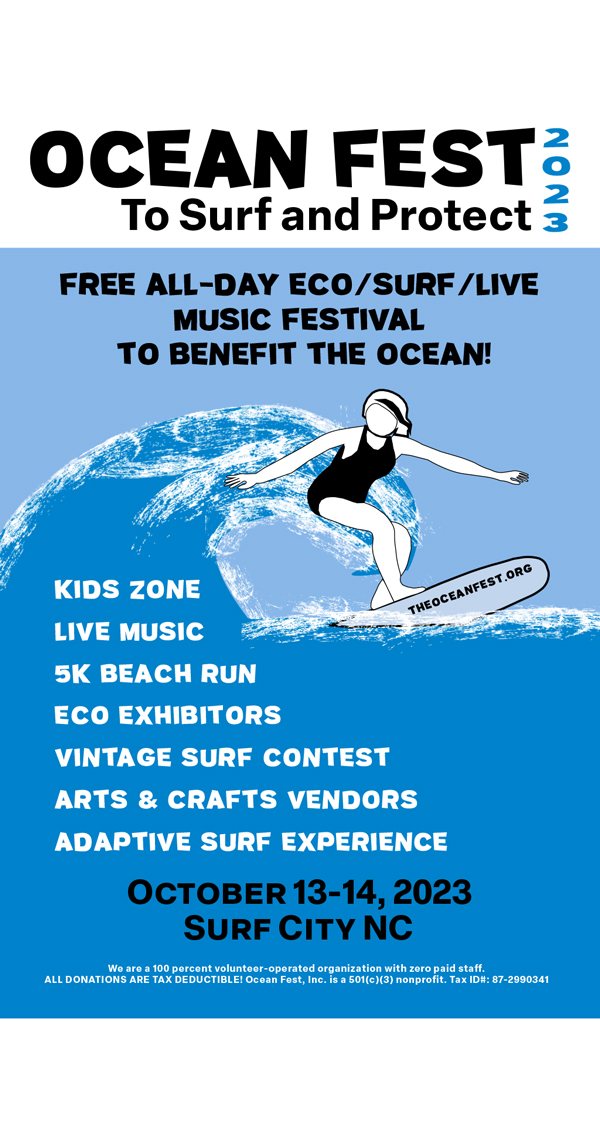 OCEAN FEST
2023
To Surf and Protect
FREE ALL-DAY ECO/SURF/LIVE
MUSIC FESTIVAL
TO BENEFIT THE OCEAN!
THEOCEANFEST.ORG
KIDS ZONE
LIVE MUSIC
5K BEACH RUN
ECO EXHIBITORS
VINTAGE SURF CONTEST
ARTS & CRAFTS VENDORS
ADAPTIVE SURF EXPERIENCE
OCTOBER 13-14, 2023
SURF CITY NC
We are a 100 percent volunteer-operated organization with zero paid staff.
ALL DONATIONS ARE TAX DEDUCTIBLE! Ocean Fest, Inc. is a 501(c)(3) nonprofit. Tax ID#: 87-2990341